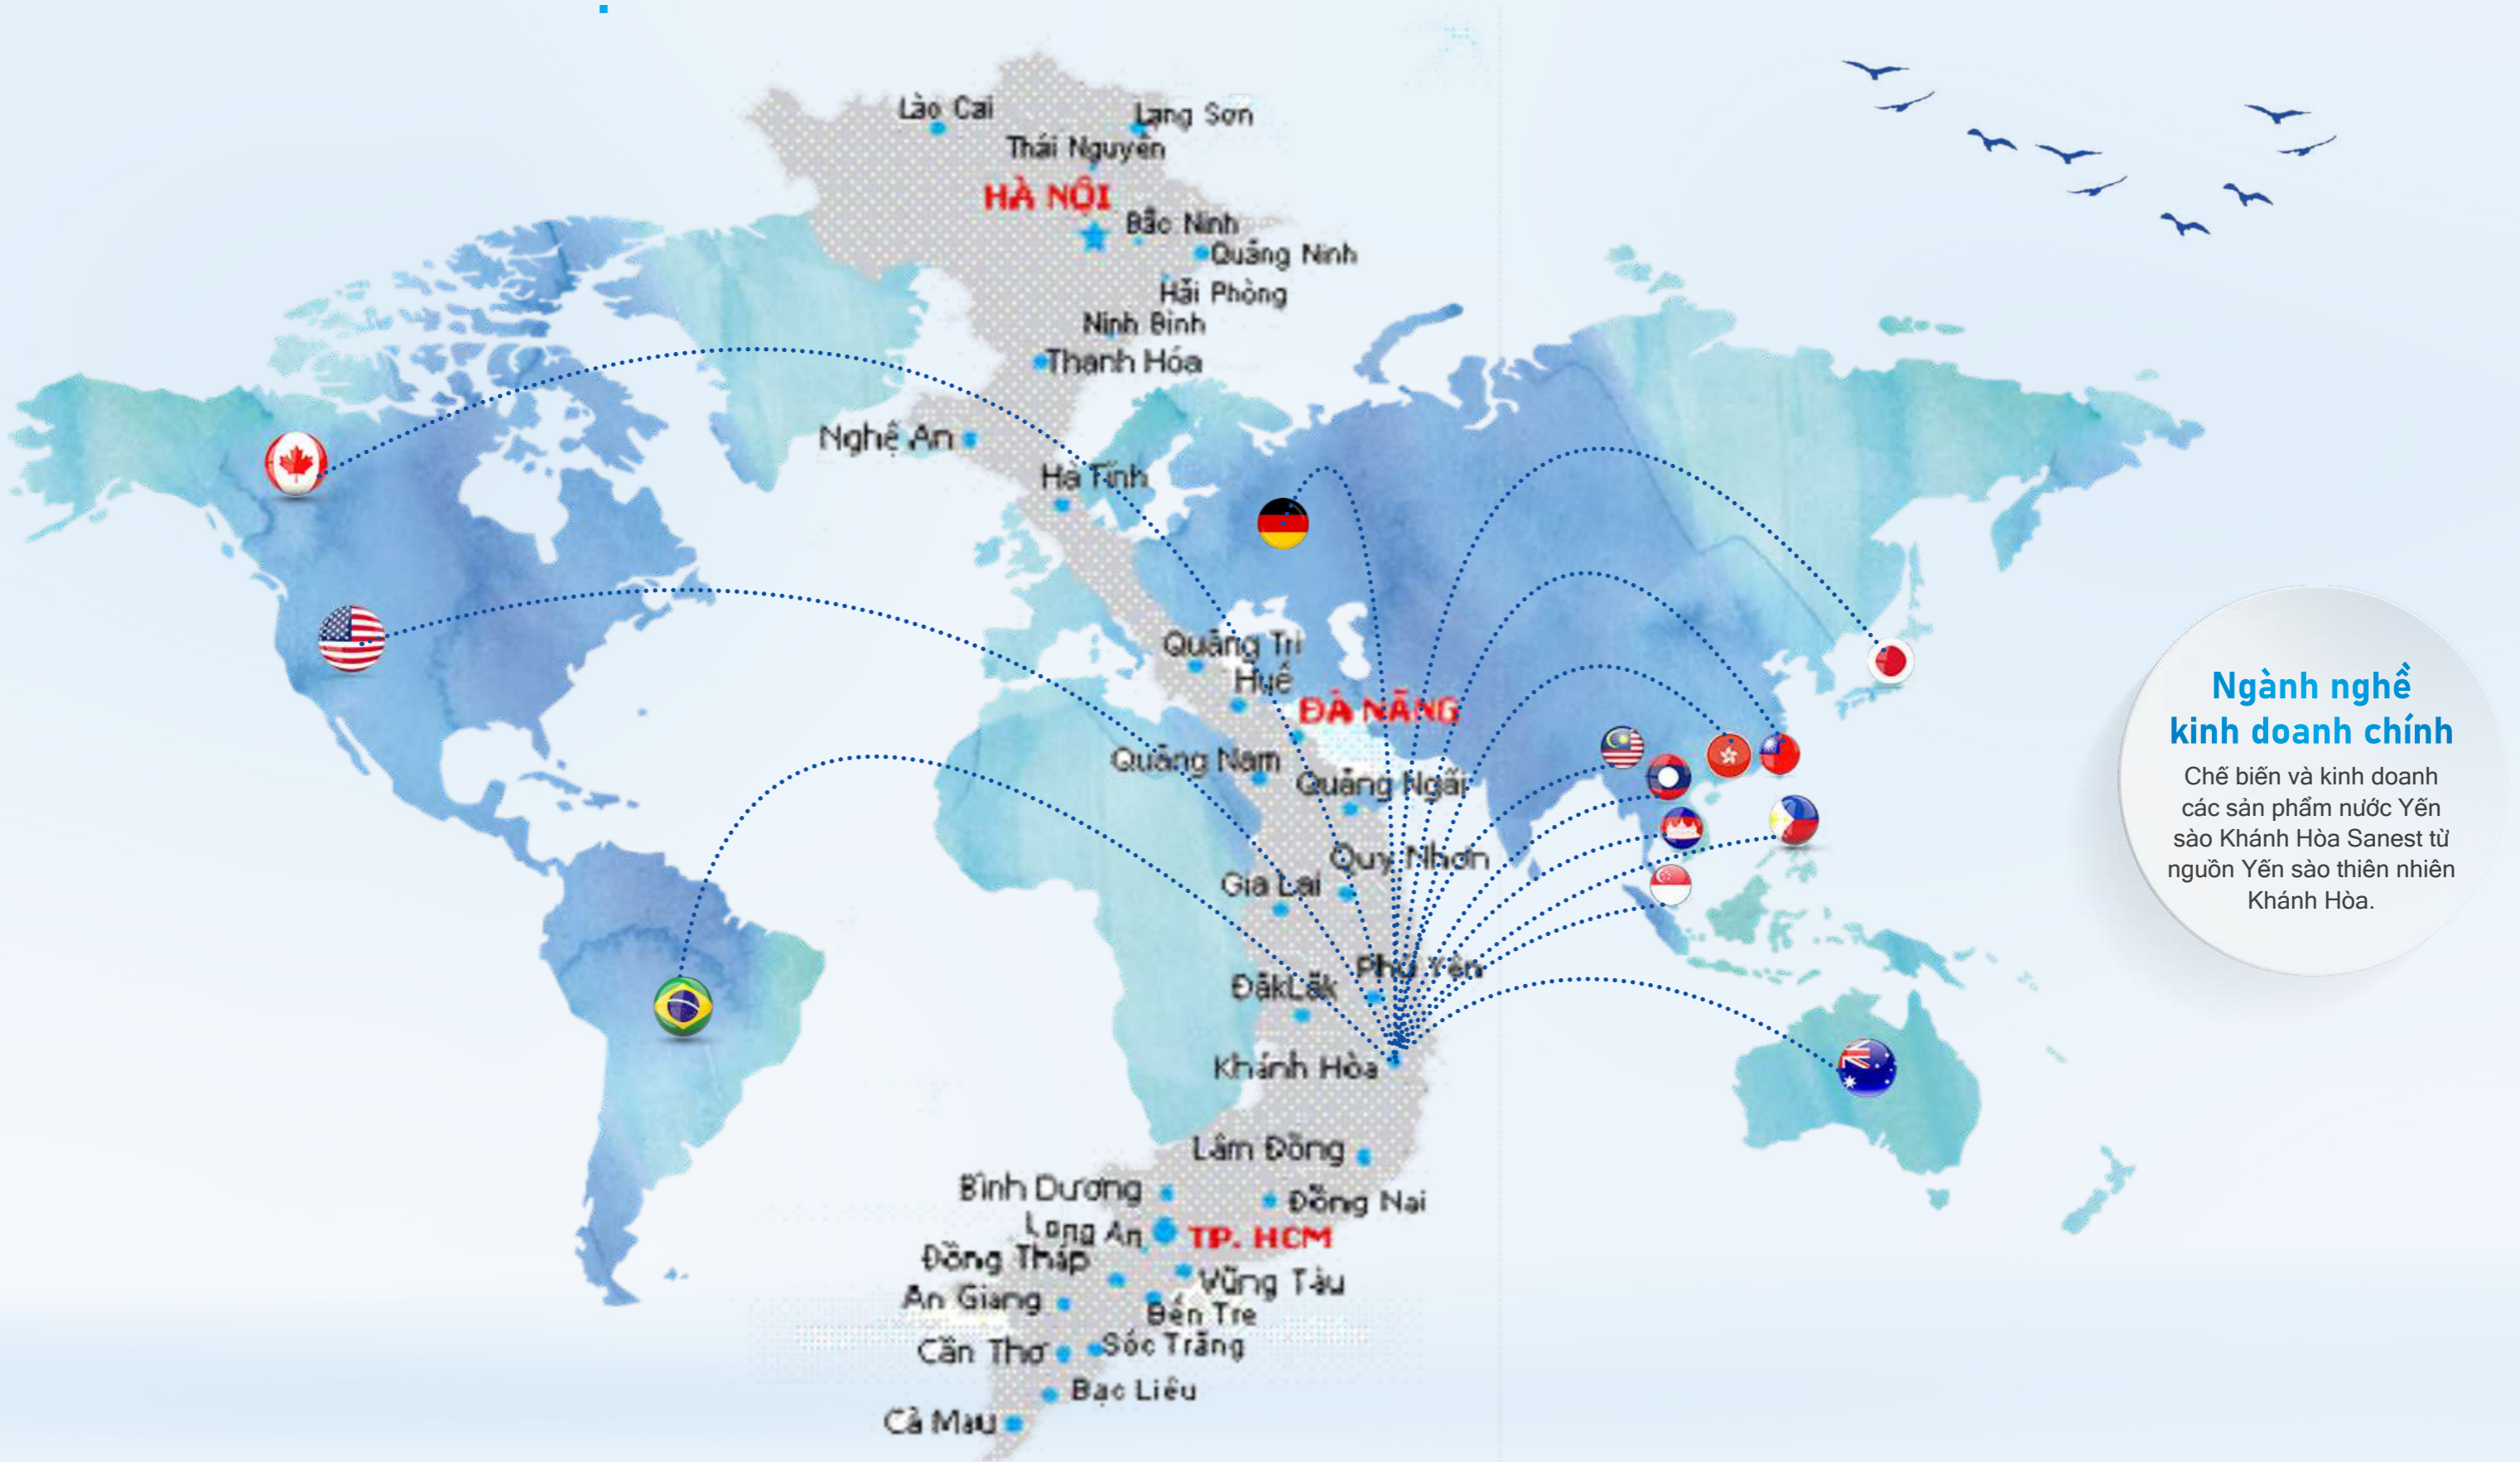 Lào Cai
Lạng Sơn
Thái Nguyên
HÀ NỘI
Bắc Ninh
Quảng Ninh
Hải Phòng
Ninh Bình
Thanh Hóa
Nghệ An
Hà Tĩnh
Quảng Trị
Huế
ĐÀ NẴNG
Quảng Nam
Quảng Ngãi
Quy Nhơn
Gia Lai
Phú Yên
ĐăkLăk
Khánh Hòa
Lâm Đồng
Bình Dương
Đồng Nai
Long An
TP. HCM
Đồng Tháp
Vũng Tàu
An Giang
Bến Tre
Cần Thơ
Sóc Trăng
Bạc Liêu
Cà Mau
Ngành nghề
kinh doanh chính
Chế biến và kinh doanh
các sản phẩm nước Yến
sào Khánh Hòa Sanest từ
nguồn Yến sào thiên nhiên
Khánh Hòa.